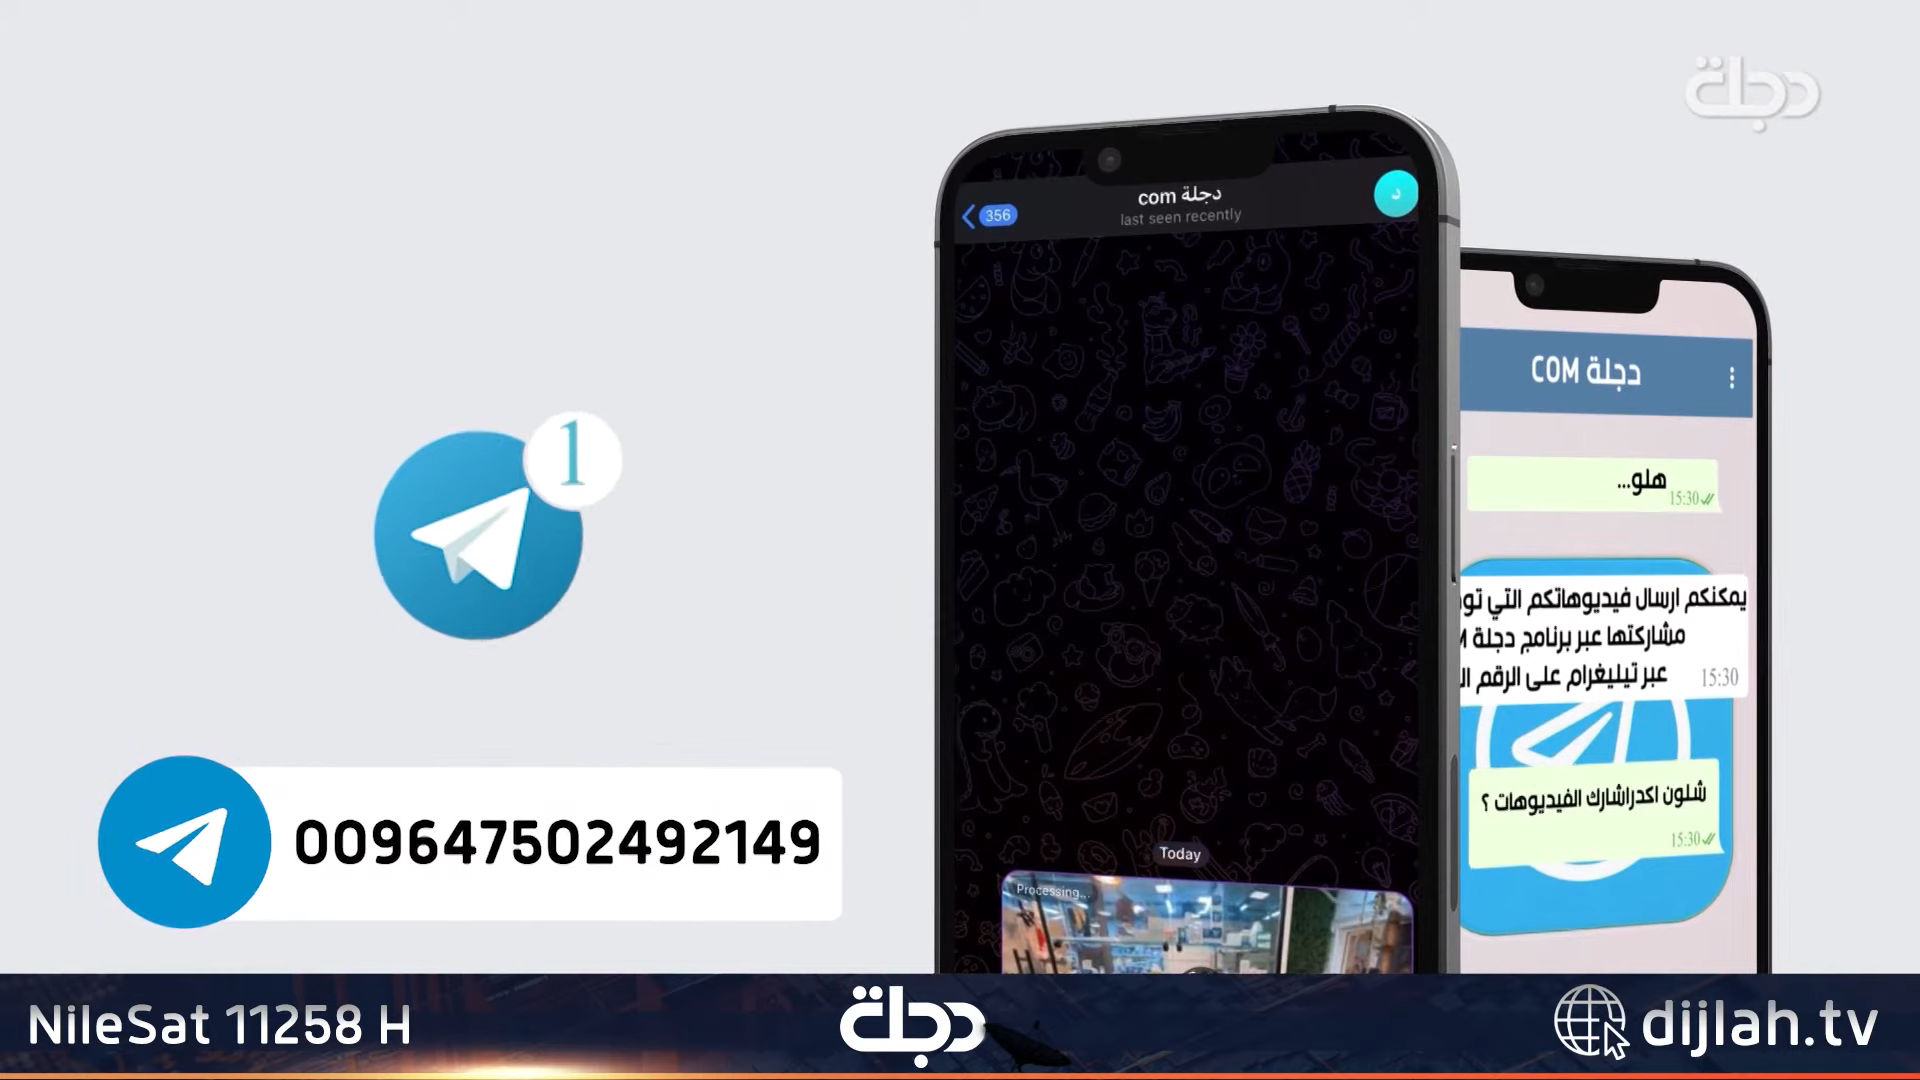 دجلة
356
دجلة com
last seen recently
د
دجلة COM
هلو...
15:30
يمكنكم ارسال فيديوهاتكم التي
مشاركتها عبر برنامج دجلة
عبر تيليغرام على الرقم
15:30
شلون اكدراشارك الفيديوهات ؟
15:30
1
009647502492149
Today
Processing...
NileSat 11258 H
دجلة
dijlah.tv